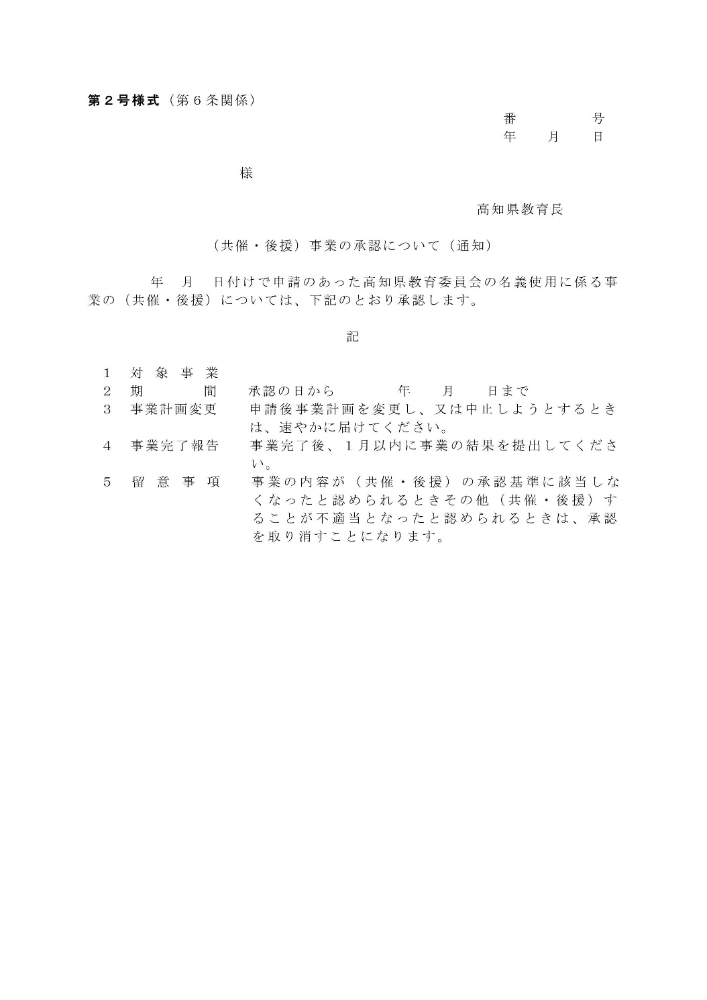 第２号様式（第６条関係）
番　　　　　号
年　　月　　日
様
高知県教育長
（共催・後援）事業の承認について（通知）
年　月　日付けで申請のあった高知県教育委員会の名義使用に係る事
業の（共催・後援）については、下記のとおり承認します。
記
１　対　象　事　業
２　期　　　　間　　承認の日から　　　　年　　月　　日まで
３　事業計画変更　　申請後事業計画を変更し、又は中止しようとするとき
は、速やかに届けてください。
４　事業完了報告　　事業完了後、１月以内に事業の結果を提出してくださ
い。
５　留　意　事　項　　事業の内容が（共催・後援）の承認基準に該当しな
くなったと認められるときその他（共催・後援）す
ることが不適当となったと認められるときは、承認
を取り消すことになります。